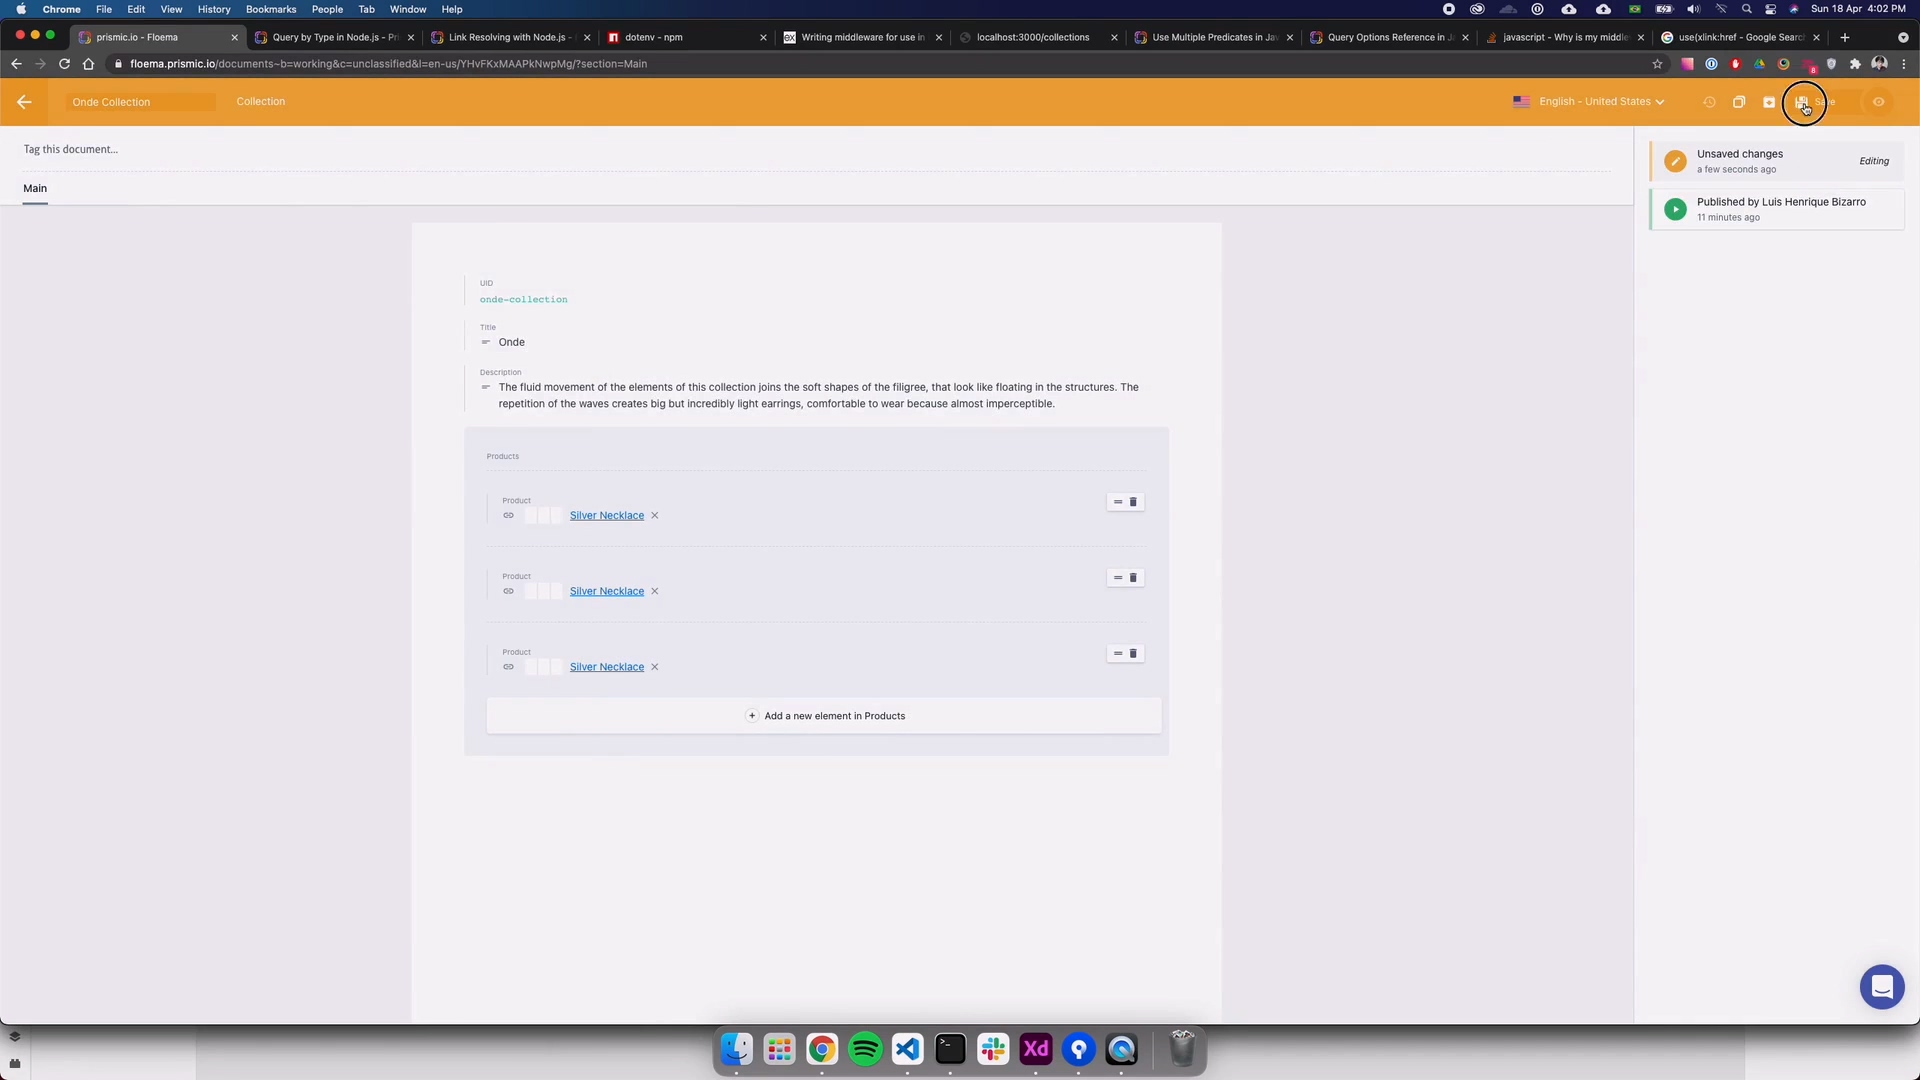 Chrome File Edit View History Bookmarks People Tab Window Help
Sun 18 Apr 4:02 PM
prismic.io - Floema
Query by Type in Node.js - Pri
Link Resolving with Node.js -
dotenv - npm
Writing middleware for use in
localhost:3000/collections
Use Multiple Predicates in Jav
Query Options Reference in J
javascript - Why is my middle
use(xlink:href - Google Search
floema.prismic.io/documents~b=working&c=unclassified&l=en-us/YHvFKxMAAPkNwpMg/?section=Main
8
Onde Collection
Collection
English - United States
Save
Tag this document...
Main
Unsaved changes
a few seconds ago
Editing
Published by Luis Henrique Bizarro
11 minutes ago
UID
onde-collection
Title
Onde
Description
The fluid movement of the elements of this collection joins the soft shapes of the filigree, that look like floating in the structures. The
repetition of the waves creates big but incredibly light earrings, comfortable to wear because almost imperceptible.
Products
Product
Silver Necklace
Product
Silver Necklace
Product
Silver Necklace
Add a new element in Products
Xd